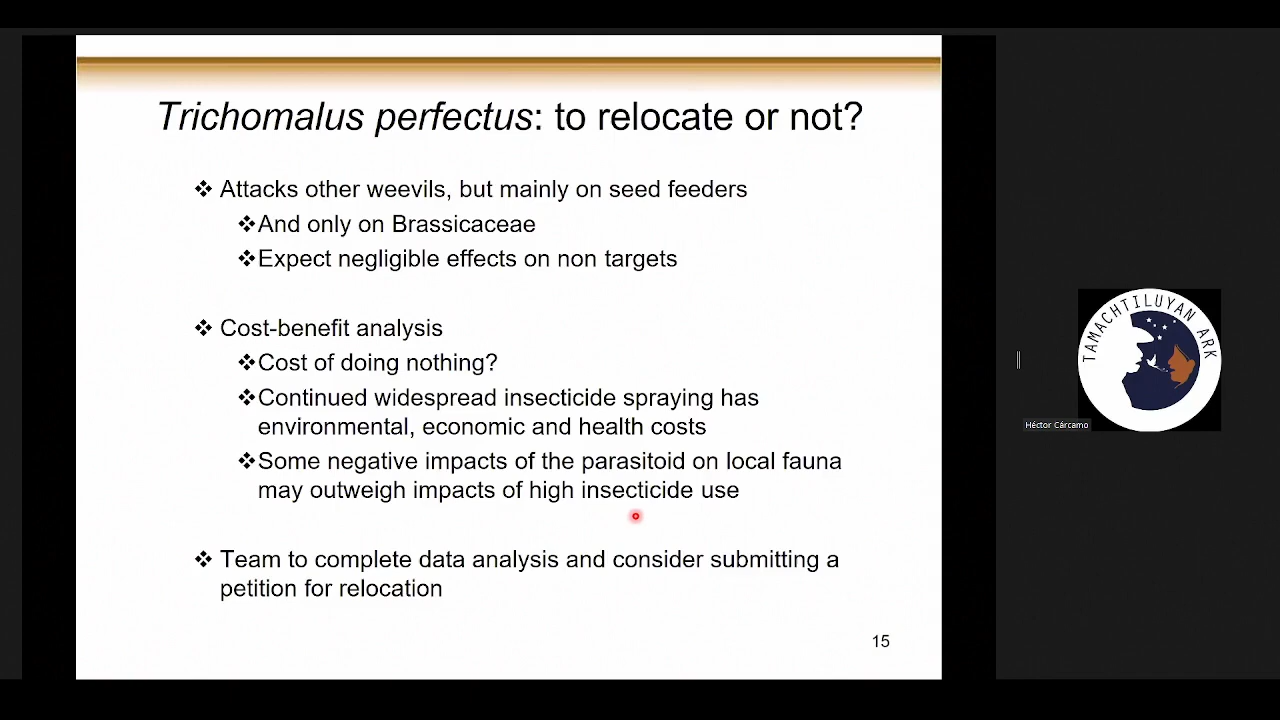 Trichomalus perfectus: to relocate or not?
Attacks other weevils, but mainly on seed feeders
And only on Brassicaceae
Expect negligible effects on non targets
Cost-benefit analysis
Cost of doing nothing?
Continued widespread insecticide spraying has
environmental, economic and health costs
Some negative impacts of the parasitoid on local fauna
may outweigh impacts of high insecticide use
Team to complete data analysis and consider submitting a
petition for relocation
15
TAMACHTILUYAN ARK
Héctor Cárcamo